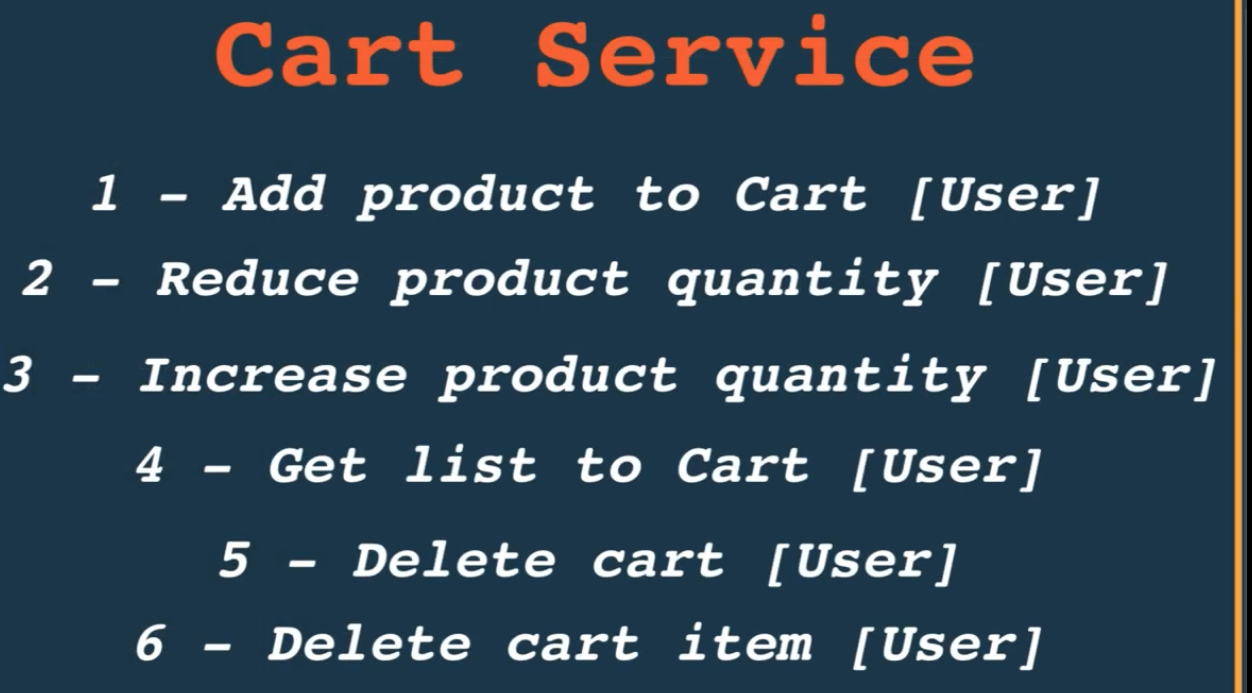 Cart Service
1 - Add product to Cart [User]
2 - Reduce product quantity [User]
3 - Increase product quantity [User]
4 - Get list to Cart [User]
5 - Delete cart [User]
6 - Delete cart item [User]